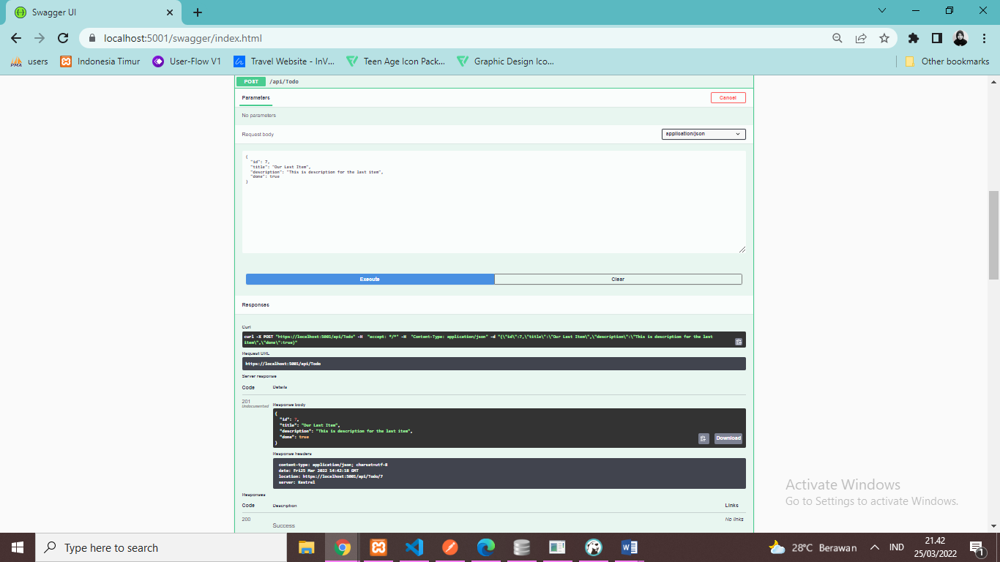 Swagger UI
localhost:5001/swagger/index.html
users
Indonesia Timur
User-Flow V1
Travel Website - InV...
Teen Age Icon Pack...
Graphic Design Ico...
Other bookmarks
POST /api/Todo
Parameters
Cancel
No parameters
Request body
application/json
{
"id": 7,
"title": "Our Last Item",
"description": "This is description for the last item",
"done": true
}
Execute
Clear
Responses
Curl
curl -X POST "https://localhost:5001/api/Todo" -H  "accept: */*" -H  "Content-Type: application/json" -d "{\"id\":7,\"title\":\"Our Last Item\",\"description\":\"This is description for the last
item\",\"done\":true}"
Request URL
https://localhost:5001/api/Todo
Server response
Code Details
201
Undocumented
Response body
{
"id": 7,
"title": "Our Last Item",
"description": "This is description for the last item",
"done": true
}
Download
Response headers
content-type: application/json; charset=utf-8
date: Fri25 Mar 2022 14:42:18 GMT
location: https://localhost:5001/api/Todo/7
server: Kestrel
Responses
Code Description Links
200
Success
No links
Activate Windows
Go to Settings to activate Windows.
Type here to search
28°C Berawan
IND
21.42
25/03/2022
1